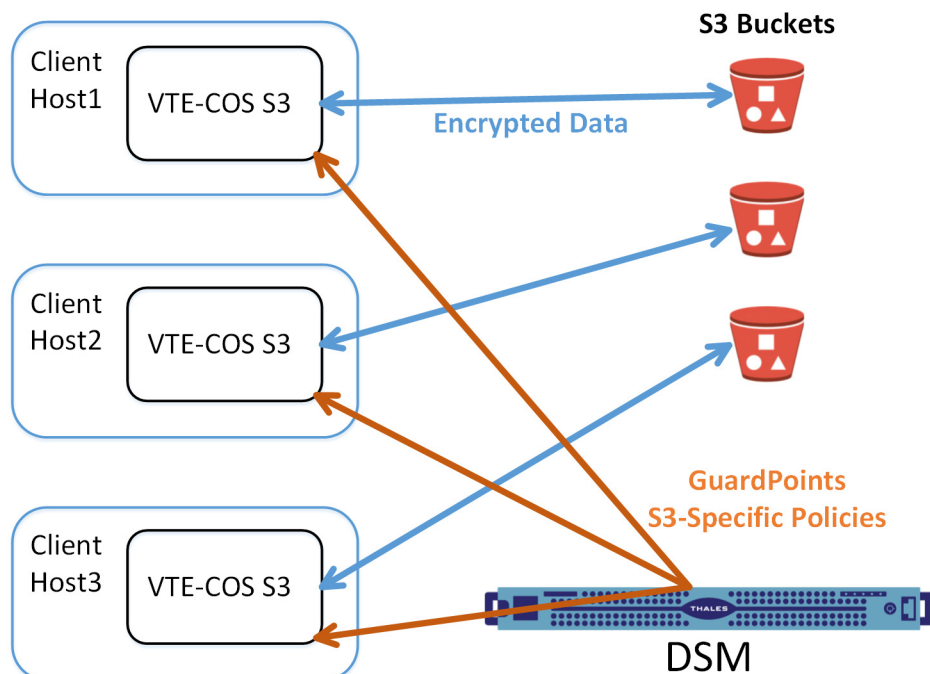 S3 Buckets
Client
Host1
VTE-COS S3
Encrypted Data
Client
Host2
VTE-COS S3
GuardPoints
S3-Specific Policies
Client
Host3
VTE-COS S3
THALES
DSM